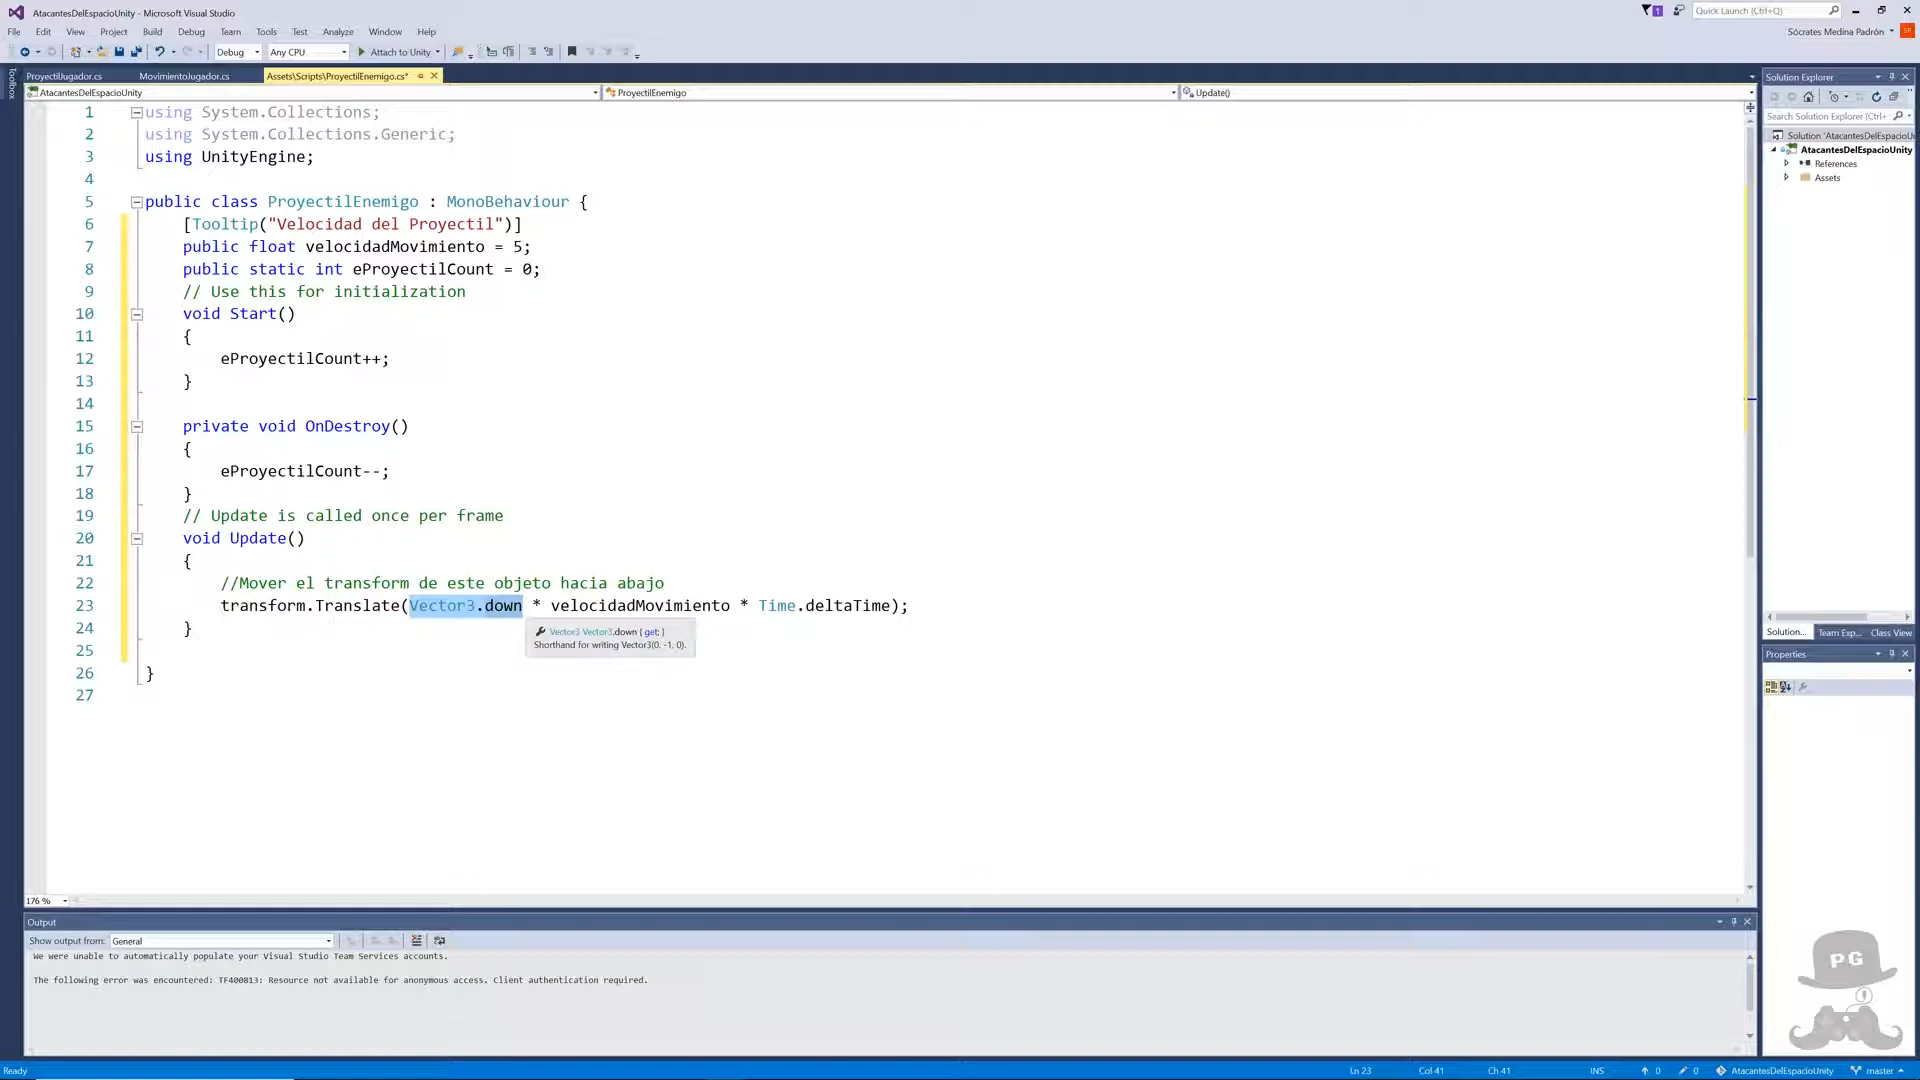 AtacantesDelEspacioUnity - Microsoft Visual Studio
1
Quick Launch (Ctrl+Q)
File Edit View Project Build Debug Team Tools Test Analyze Window Help
Sócrates Medina Padrón
SP
Debug Any CPU Attach to Unity
Toolbox
ProyectilJugador.cs MovimientoJugador.cs Assets\Scripts\ProyectilEnemigo.cs*
AtacantesDelEspacioUnity ProyectilEnemigo Update()
1 using System.Collections;
2 using System.Collections.Generic;
3 using UnityEngine;
4
5 public class ProyectilEnemigo : MonoBehaviour {
6 [Tooltip("Velocidad del Proyectil")]
7 public float velocidadMovimiento = 5;
8 public static int eProyectilCount = 0;
9 // Use this for initialization
10 void Start()
11 {
12 eProyectilCount++;
13 }
14
15 private void OnDestroy()
16 {
17 eProyectilCount--;
18 }
19 // Update is called once per frame
20 void Update()
21 {
22 //Mover el transform de este objeto hacia abajo
23 transform.Translate(Vector3.down * velocidadMovimiento * Time.deltaTime);
24 }
Vector3 Vector3.down { get; }
Shorthand for writing Vector3(0, -1, 0).
25
26 }
27
176 %
Solution Explorer
Search Solution Explorer (Ctrl+
Solution 'AtacantesDelEspacioU
AtacantesDelEspacioUnity
References
Assets
Solution... Team Exp... Class View
Properties
Output
Show output from: General
We were unable to automatically populate your Visual Studio Team Services accounts.
The following error was encountered: TF400813: Resource not available for anonymous access. Client authentication required.
PG
Ready Ln 23 Col 41 Ch 41 INS 0 0 AtacantesDelEspacioUnity master